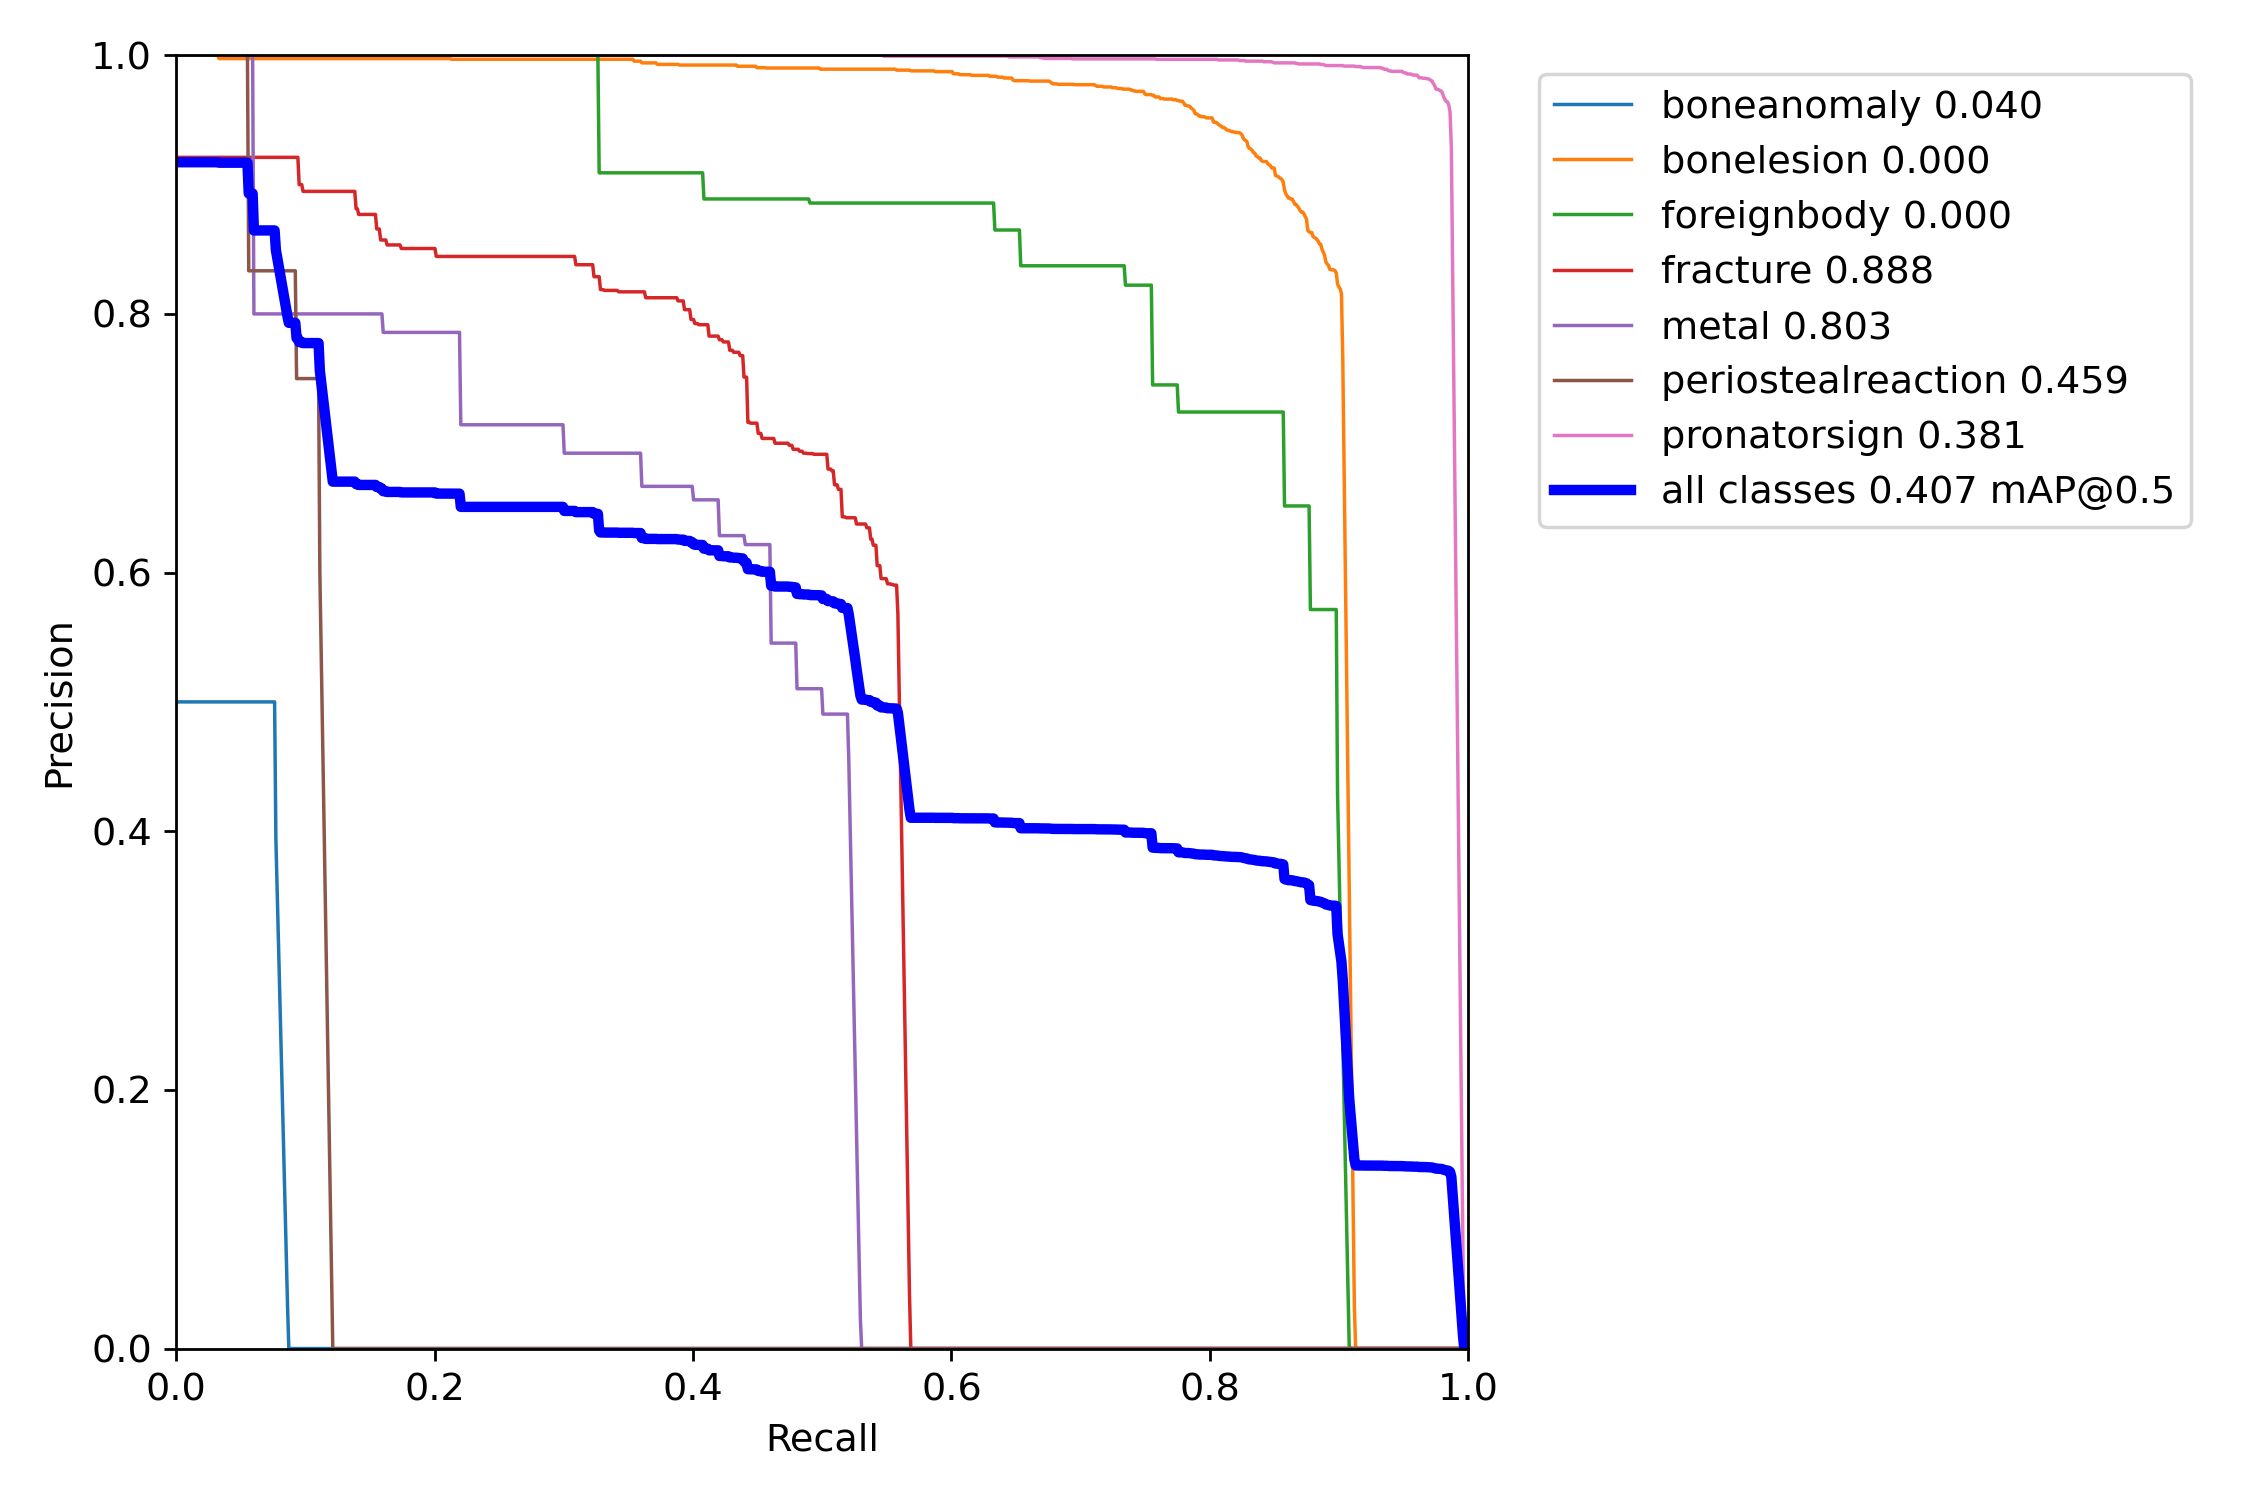 1.0
0.8
0.6
0.4
0.2
0.0
Precision
0.0 0.2 0.4 0.6 0.8 1.0
Recall
boneanomaly 0.040
bonelesion 0.000
foreignbody 0.000
fracture 0.888
metal 0.803
periostealreaction 0.459
pronatorsign 0.381
all classes 0.407 mAP@0.5